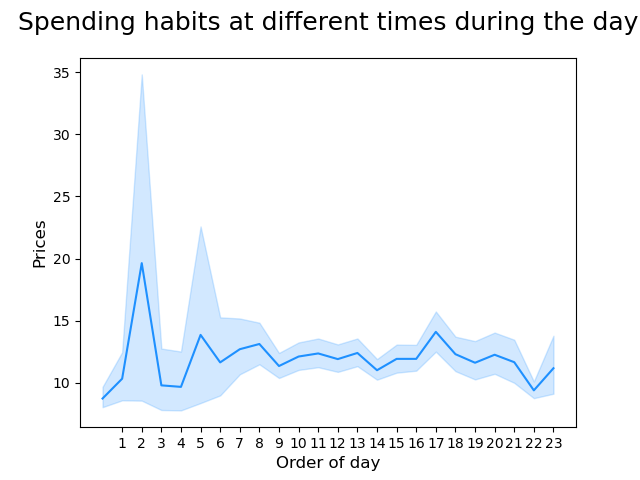 Spending habits at different times during the day
35
30
25
20
15
10
Prices
1 2 3 4 5 6 7 8 9 10 11 12 13 14 15 16 17 18 19 20 21 22 23
Order of day